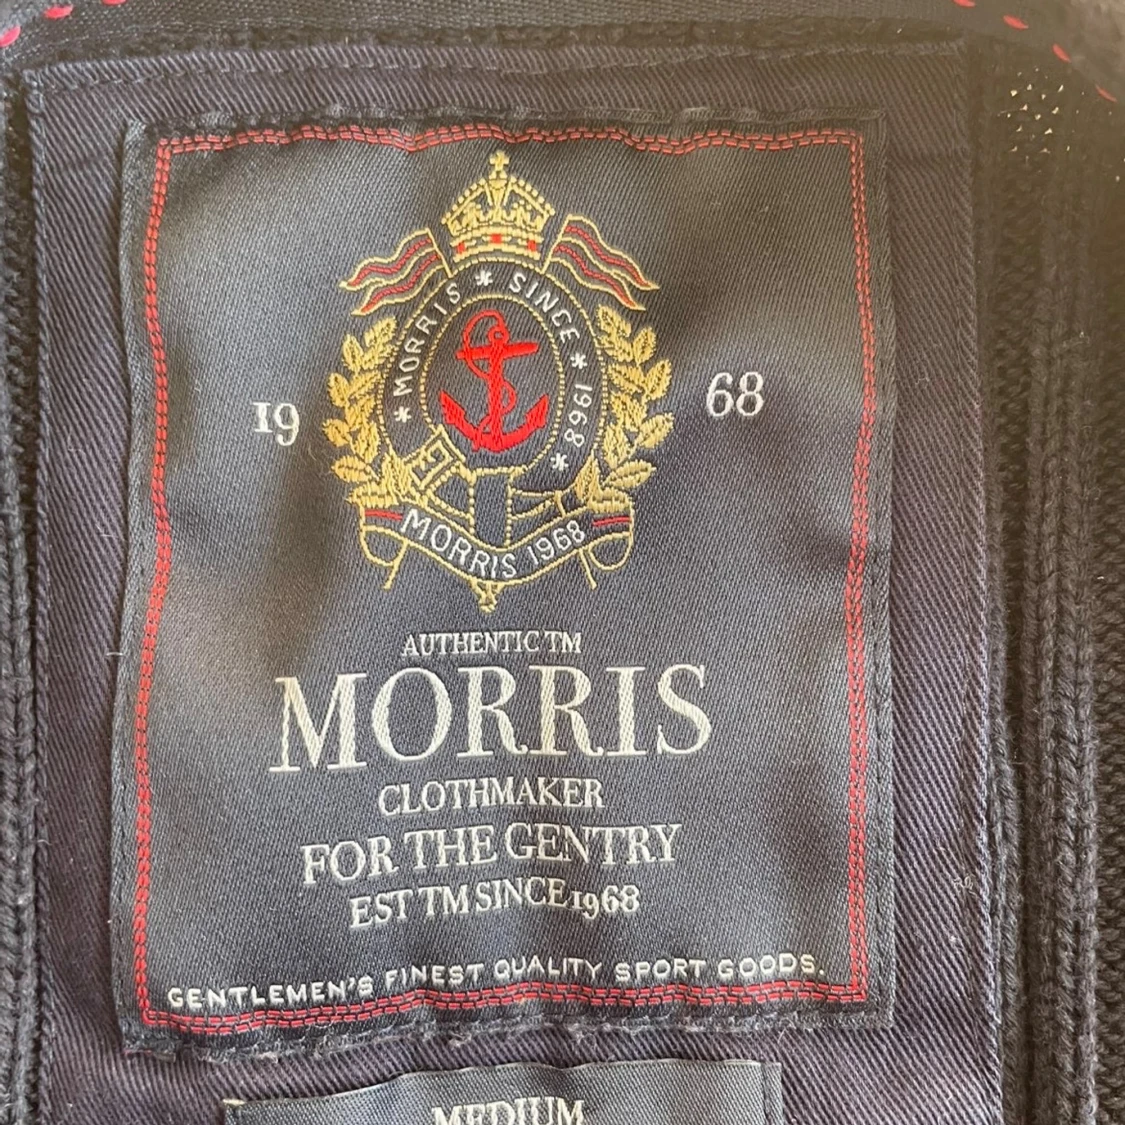 MORRIS * SINCE * 1968 *
19 68
MORRIS 1968
AUTHENTIC TM
MORRIS
CLOTHMAKER
FOR THE GENTRY
EST TM SINCE 1968
GENTLEMEN'S FINEST QUALITY SPORT GOODS.
MEDIUM